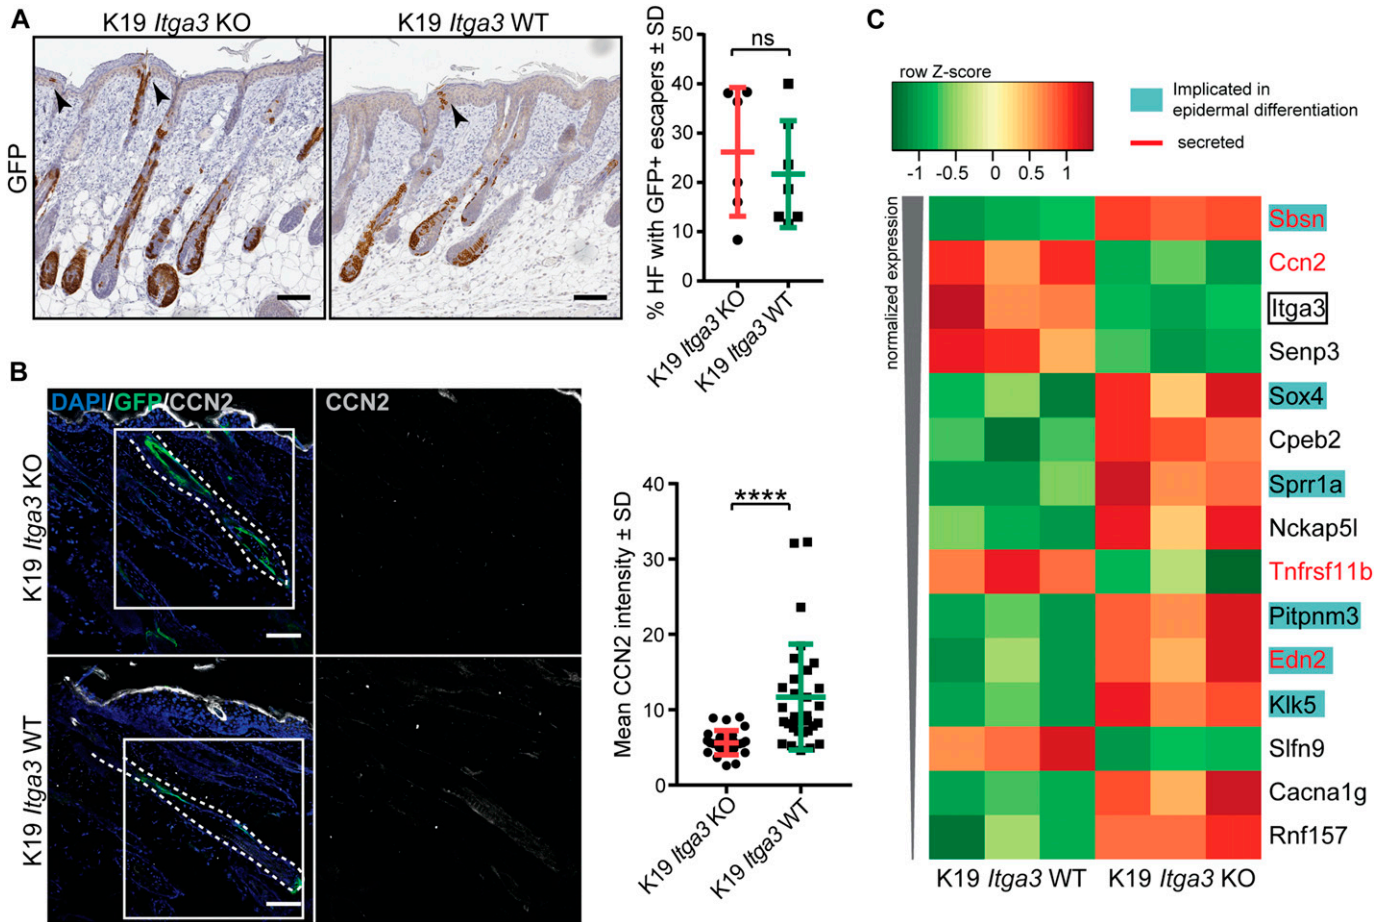 A
K19 Itga3 KO
K19 Itga3 WT
GFP
% HF with GFP+ escapers ± SD
50
40
30
20
10
0
ns
K19 Itga3 KO
K19 Itga3 WT
B
DAPI/GFP/CCN2
CCN2
K19 Itga3 KO
K19 Itga3 WT
Mean CCN2 intensity ± SD
40
30
20
10
0
****
K19 Itga3 KO
K19 Itga3 WT
C
row Z-score
-1 -0.5 0 0.5 1
Implicated in
epidermal differentiation
secreted
normalized expression
Sbsn
Ccn2
Itga3
Senp3
Sox4
Cpeb2
Sprr1a
Nckap5l
Tnfrsf11b
Pitpnm3
Edn2
Klk5
Slfn9
Cacna1g
Rnf157
K19 Itga3 WT
K19 Itga3 KO